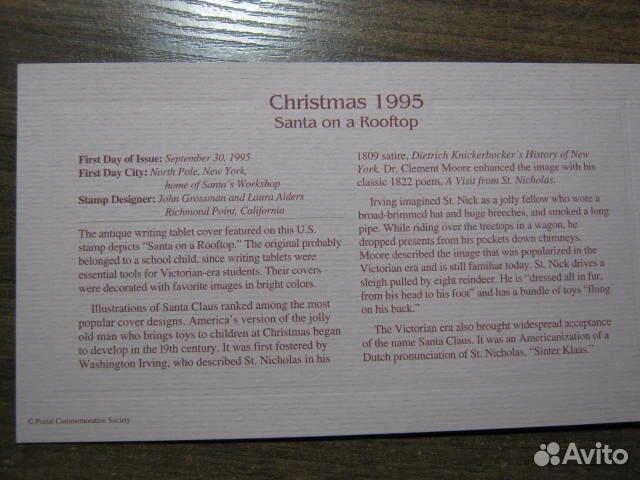 Christmas 1995
Santa on a Rooftop
First Day of Issue: September 30, 1995
First Day City: North Pole, New York,
home of Santa's Workshop
Stamp Designer: John Grossman and Laura Alders
Richmond Point, California
The antique writing tablet cover featured on this U.S.
stamp depicts "Santa on a Rooftop." The original probably
belonged to a school child, since writing tablets were
essential tools for Victorian-era students. Their covers
were decorated with favorite images in bright colors.
Illustrations of Santa Claus ranked among the most
popular cover designs. America's version of the jolly
old man who brings toys to children at Christmas began
to develop in the 19th century. It was first fostered by
Washington Irving, who described St. Nicholas in his
1809 satire, Dietrich Knickerbocker's History of New
York. Dr. Clement Moore enhanced the image with his
classic 1822 poem, A Visit from St. Nicholas.
Irving imagined St. Nick as a jolly fellow who wore a
broad-brimmed hat and huge breeches, and smoked a long
pipe. While riding over the treetops in a wagon, he
dropped presents from his pockets down chimneys.
Moore described the image that was popularized in the
Victorian era and is still familiar today. St. Nick drives a
sleigh pulled by eight reindeer. He is "dressed all in fur,
from his head to his foot" and has a bundle of toys "flung
on his back."
The Victorian era also brought widespread acceptance
of the name Santa Claus. It was an Americanization of a
Dutch pronunciation of St. Nicholas, "Sinter Klaas."
© Postal Commemorative Society
Avito